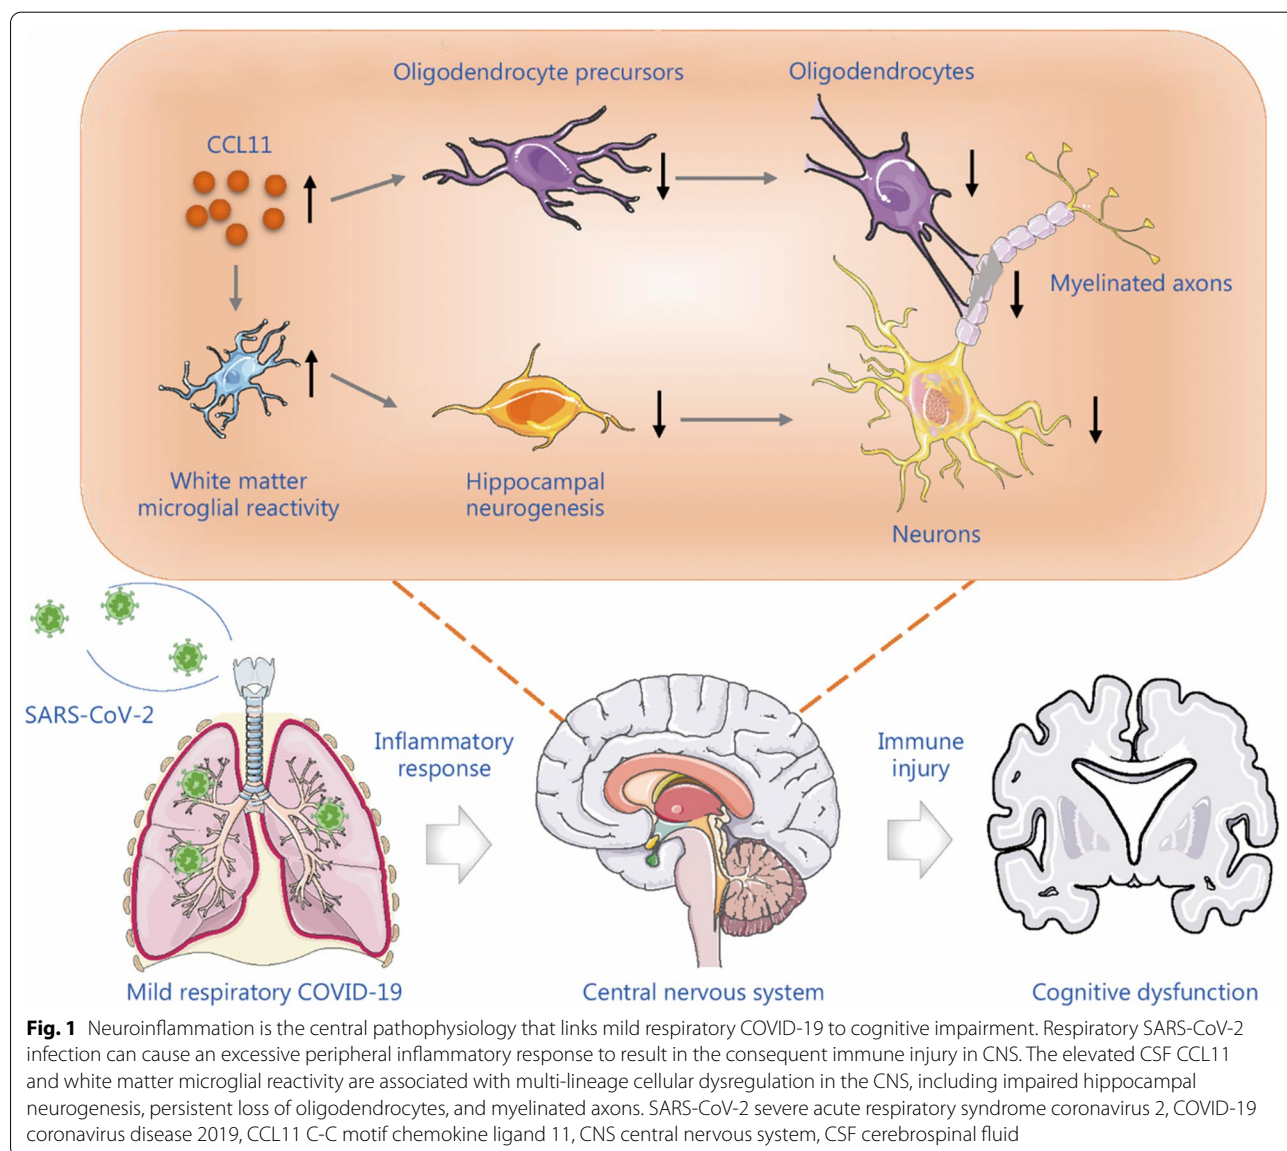 Oligodendrocyte precursors
Oligodendrocytes
CCL11
Myelinated axons
White matter
microglial reactivity
Hippocampal
neurogenesis
Neurons
SARS-CoV-2
Inflammatory
response
Immune
injury
Mild respiratory COVID-19
Central nervous system
Cognitive dysfunction
Fig. 1 Neuroinflammation is the central pathophysiology that links mild respiratory COVID-19 to cognitive impairment. Respiratory SARS-CoV-2
infection can cause an excessive peripheral inflammatory response to result in the consequent immune injury in CNS. The elevated CSF CCL11
and white matter microglial reactivity are associated with multi-lineage cellular dysregulation in the CNS, including impaired hippocampal
neurogenesis, persistent loss of oligodendrocytes, and myelinated axons. SARS-CoV-2 severe acute respiratory syndrome coronavirus 2, COVID-19
coronavirus disease 2019, CCL11 C-C motif chemokine ligand 11, CNS central nervous system, CSF cerebrospinal fluid